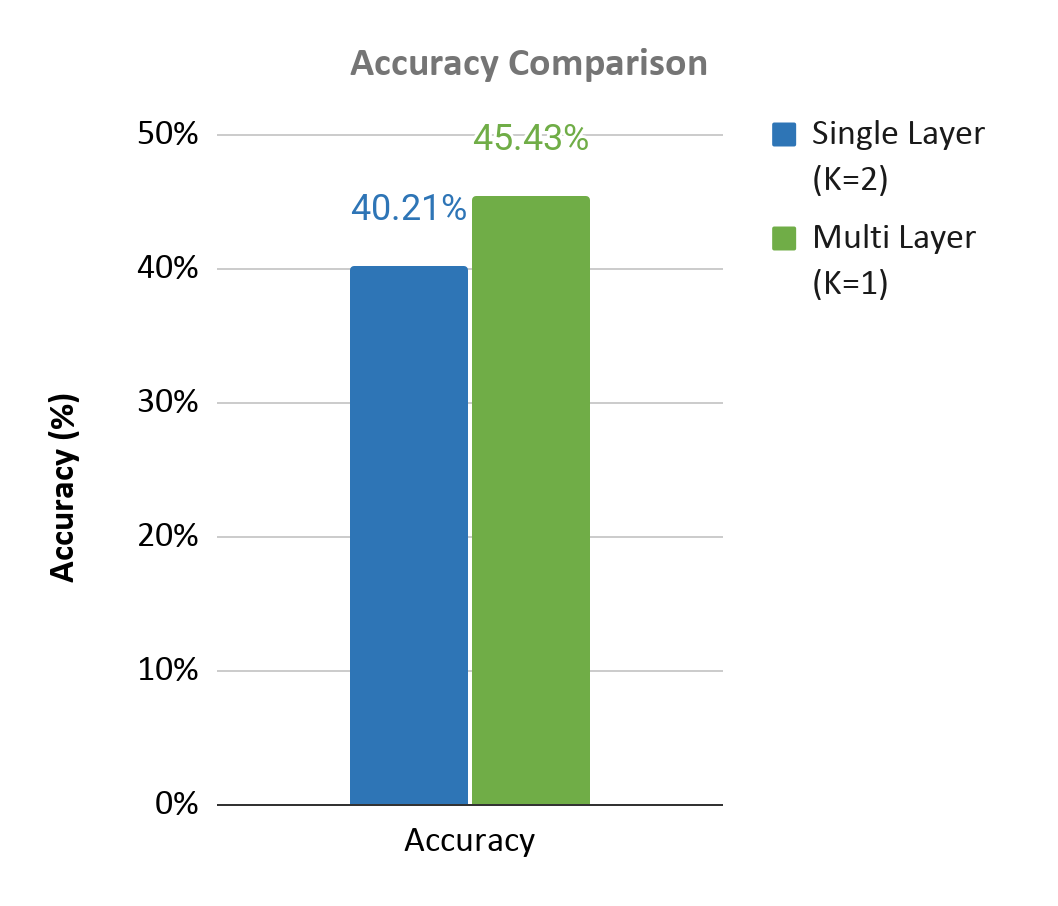 Accuracy Comparison
50%
40%
30%
20%
10%
0%
Accuracy (%)
40.21%
45.43%
Accuracy
Single Layer
(K=2)
Multi Layer
(K=1)